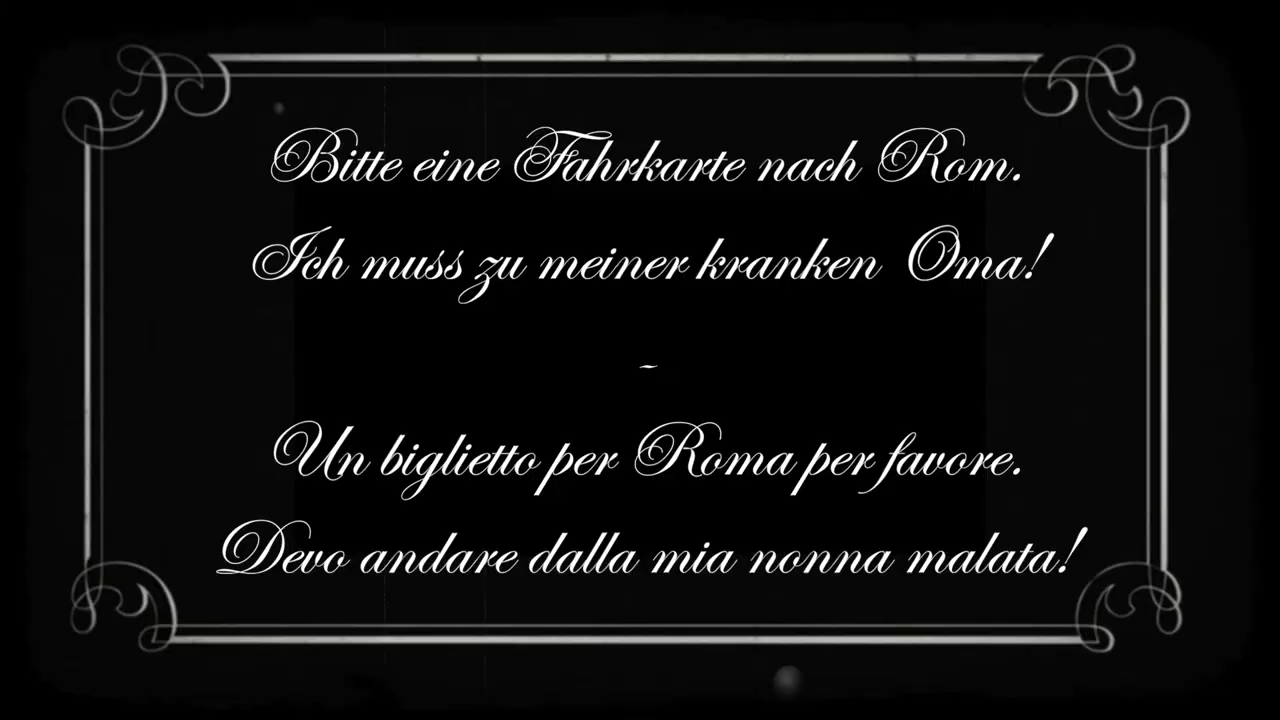 Bitte eine Fahrkarte nach Rom.
Ich muss zu meiner kranken Oma!
~
Un biglietto per Roma per favore.
Devo andare dalla mia nonna malata!